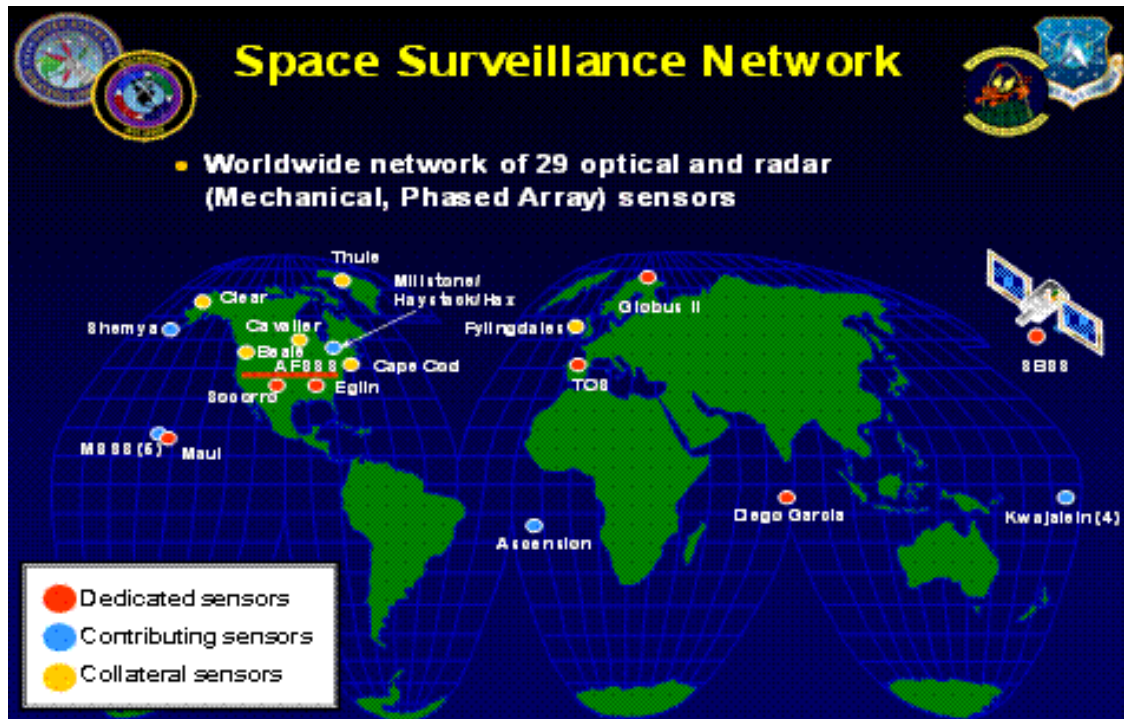 Space Surveillance Network
Worldwide network of 29 optical and radar
(Mechanical, Phased Array) sensors
Thule
Millstone/
Haystack/Hax
Clear
Globus II
Shemya
Cavalier
Fylingdales
Beale
AFSSS
Cape Cod
TOS
SBSS
Socorro
Eglin
MSSS (5)
Maui
Diego Garcia
Kwajalein (4)
Ascension
Dedicated sensors
Contributing sensors
Collateral sensors